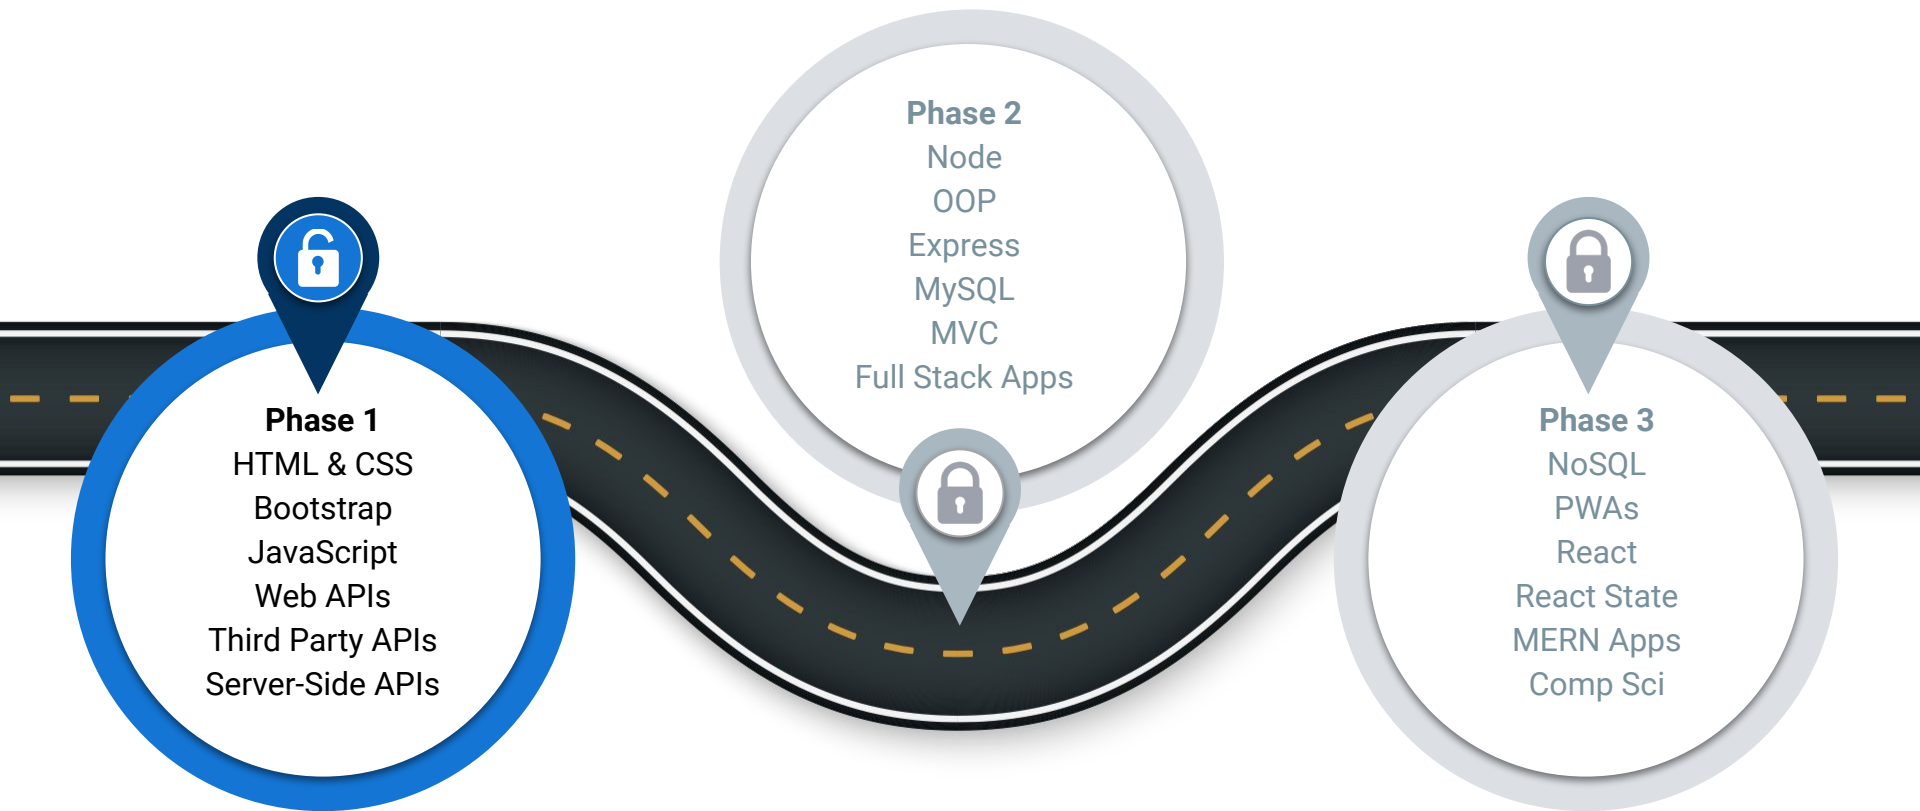 Phase 1
HTML & CSS
Bootstrap
JavaScript
Web APIs
Third Party APIs
Server-Side APIs
Phase 2
Node
OOP
Express
MySQL
MVC
Full Stack Apps
Phase 3
NoSQL
PWAs
React
React State
MERN Apps
Comp Sci